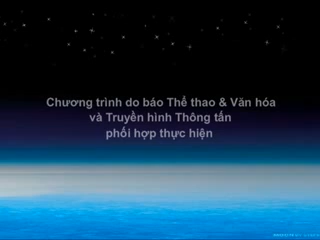 Chương trình do báo Thể thao & Văn hóa
và Truyền hình Thông tấn
phối hợp thực hiện